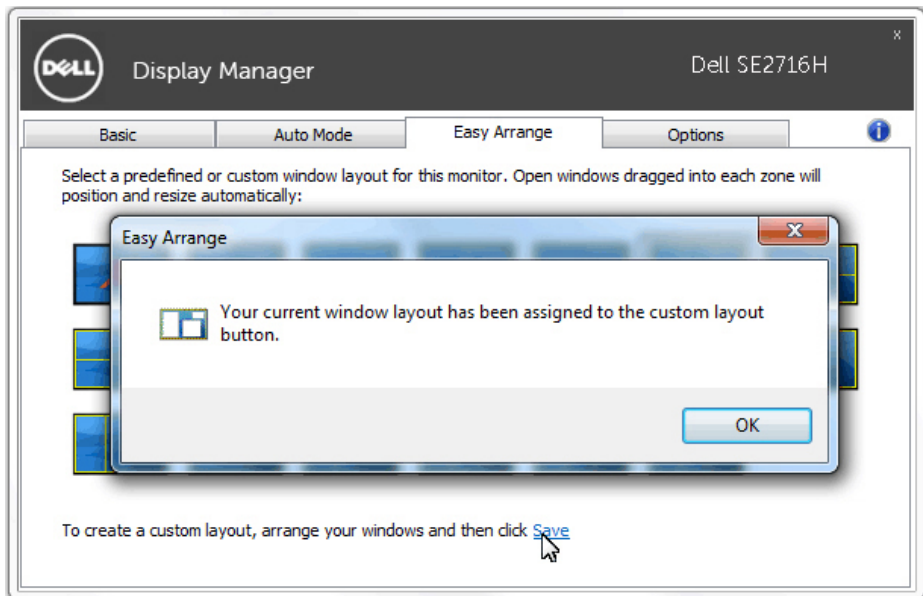 DELL Display Manager Dell SE2716H x
Basic Auto Mode Easy Arrange Options i
Select a predefined or custom window layout for this monitor. Open windows dragged into each zone will
position and resize automatically:
Easy Arrange x
Your current window layout has been assigned to the custom layout
button.
OK
To create a custom layout, arrange your windows and then click Save